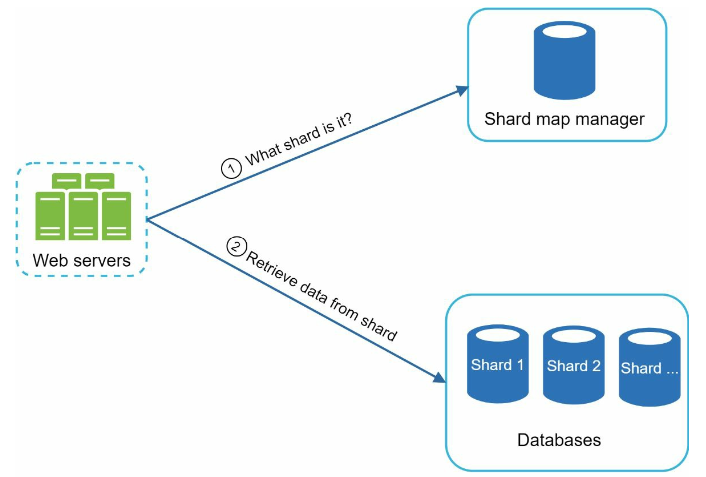 Shard map manager
① What shard is it?
Web servers
② Retrieve data from shard
Shard 1
Shard 2
Shard ...
Databases